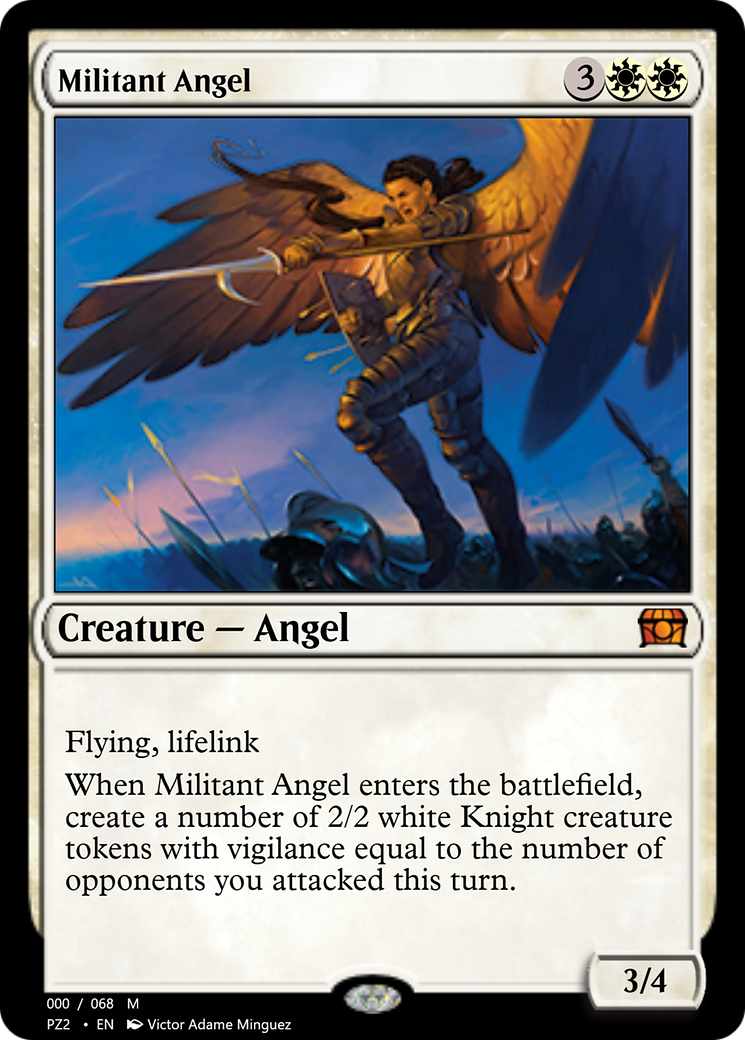 Militant Angel 3
Creature — Angel
Flying, lifelink
When Militant Angel enters the battlefield,
create a number of 2/2 white Knight creature
tokens with vigilance equal to the number of
opponents you attacked this turn.
3/4
000 / 068 M
PZ2 • EN Victor Adame Minguez